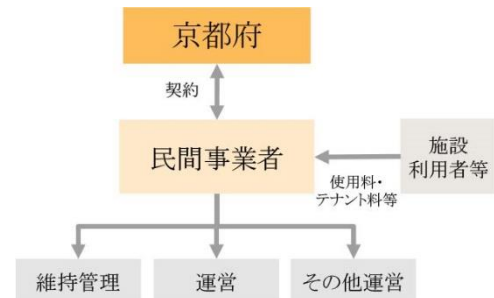 京都府
契約
民間事業者
施設
利用者等
使用料・
テナント料等
維持管理
運営
その他運営